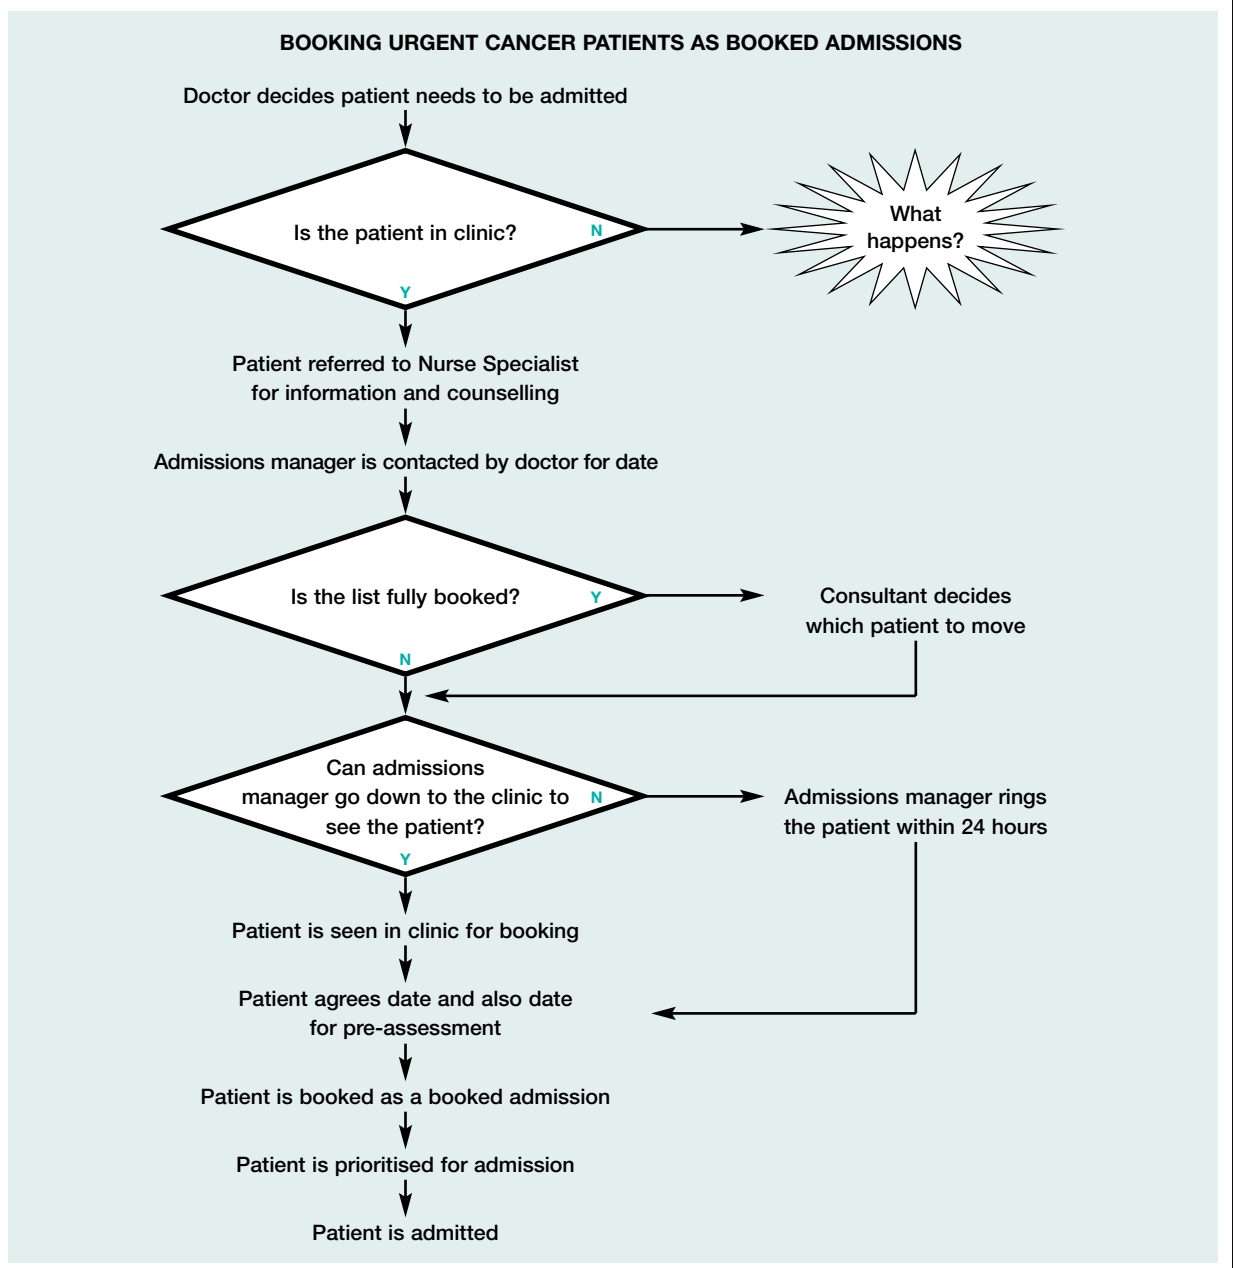 BOOKING URGENT CANCER PATIENTS AS BOOKED ADMISSIONS
Doctor decides patient needs to be admitted
Is the patient in clinic?
N
Y
What
happens?
Patient referred to Nurse Specialist
for information and counselling
Admissions manager is contacted by doctor for date
Is the list fully booked?
Y
N
Consultant decides
which patient to move
Can admissions
manager go down to the clinic to
see the patient?
N
Y
Admissions manager rings
the patient within 24 hours
Patient is seen in clinic for booking
Patient agrees date and also date
for pre-assessment
Patient is booked as a booked admission
Patient is prioritised for admission
Patient is admitted